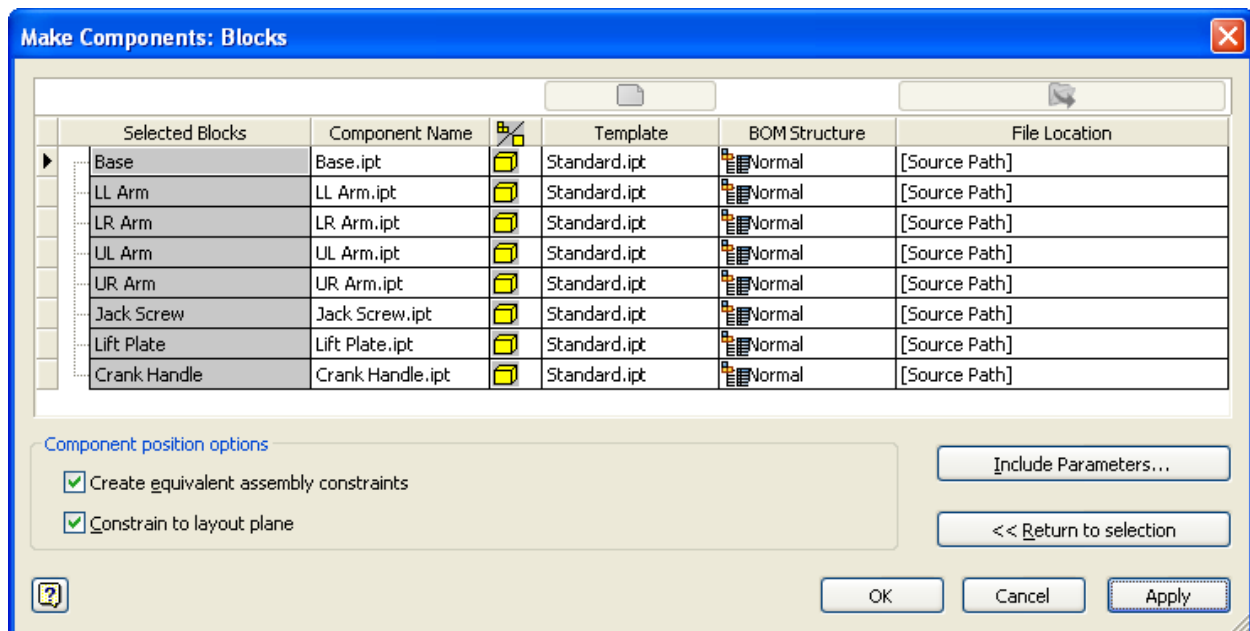 Make Components: Blocks
Selected Blocks Component Name Template BOM Structure File Location
Base Base.ipt Standard.ipt Normal [Source Path]
LL Arm LL Arm.ipt Standard.ipt Normal [Source Path]
LR Arm LR Arm.ipt Standard.ipt Normal [Source Path]
UL Arm UL Arm.ipt Standard.ipt Normal [Source Path]
UR Arm UR Arm.ipt Standard.ipt Normal [Source Path]
Jack Screw Jack Screw.ipt Standard.ipt Normal [Source Path]
Lift Plate Lift Plate.ipt Standard.ipt Normal [Source Path]
Crank Handle Crank Handle.ipt Standard.ipt Normal [Source Path]
Component position options
Include Parameters...
Create equivalent assembly constraints
Constrain to layout plane
<< Return to selection
? OK Cancel Apply